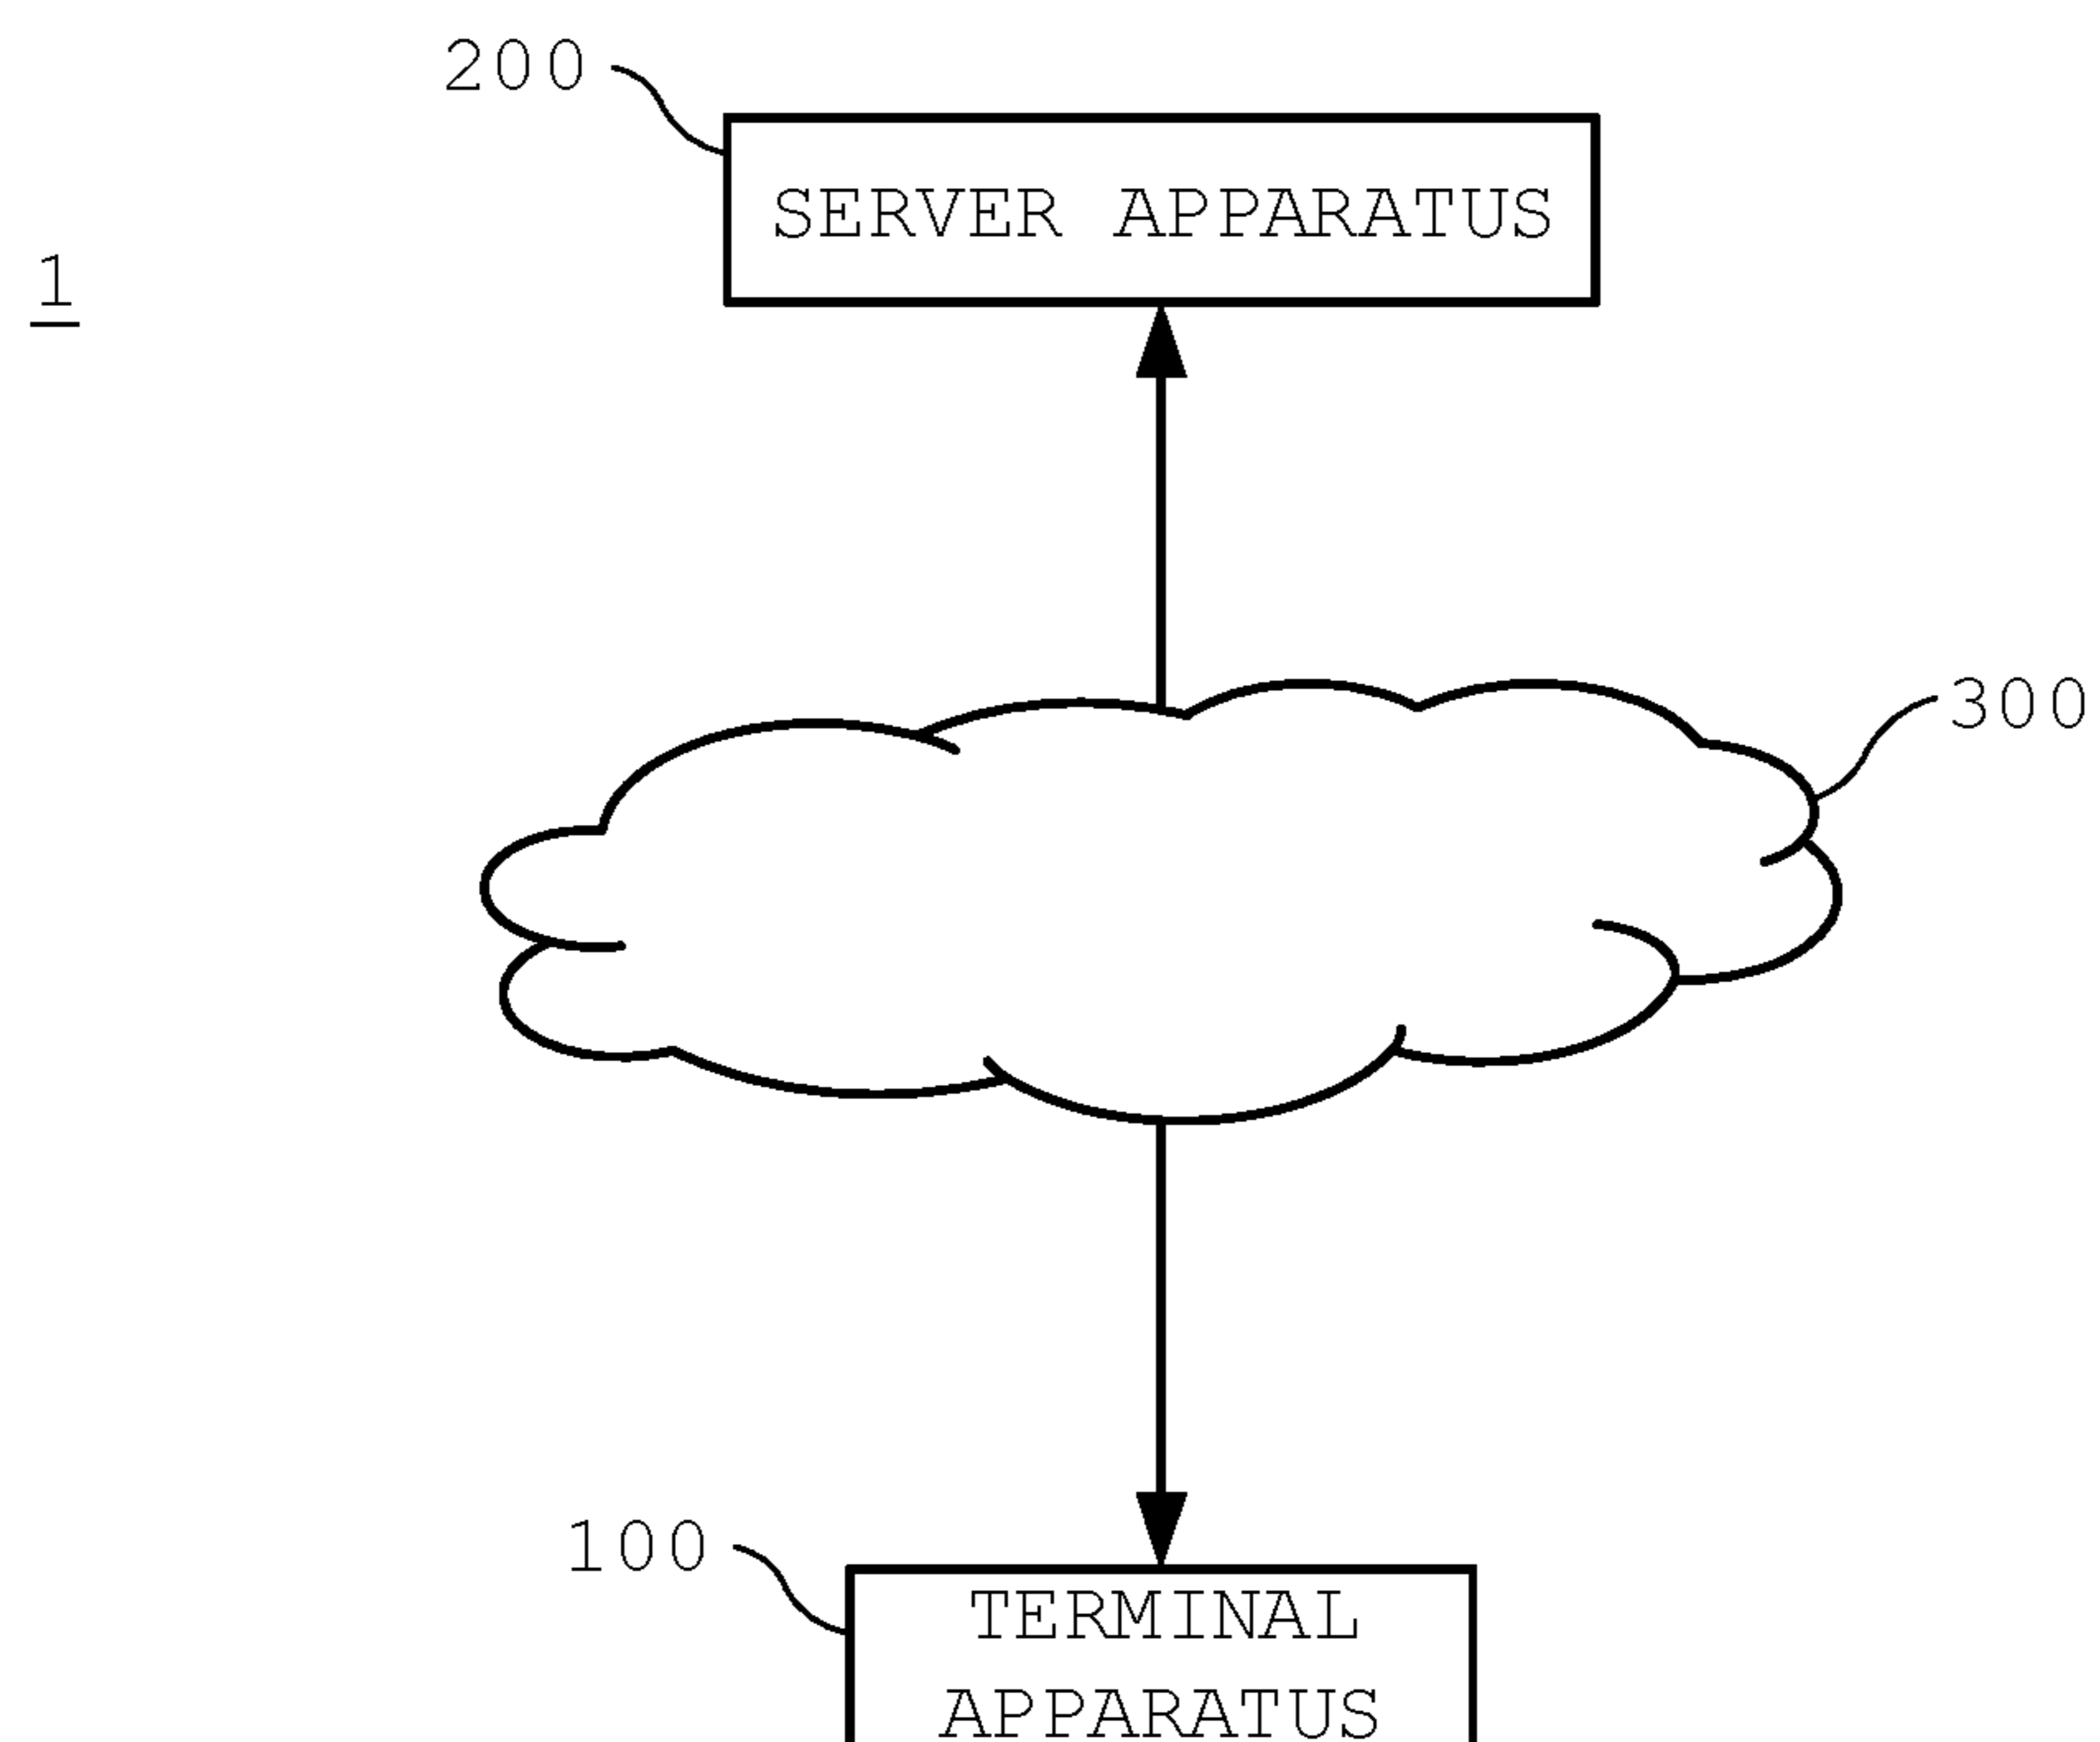 200
SERVER APPARATUS
1
300
100
TERMINAL
APPARATUS